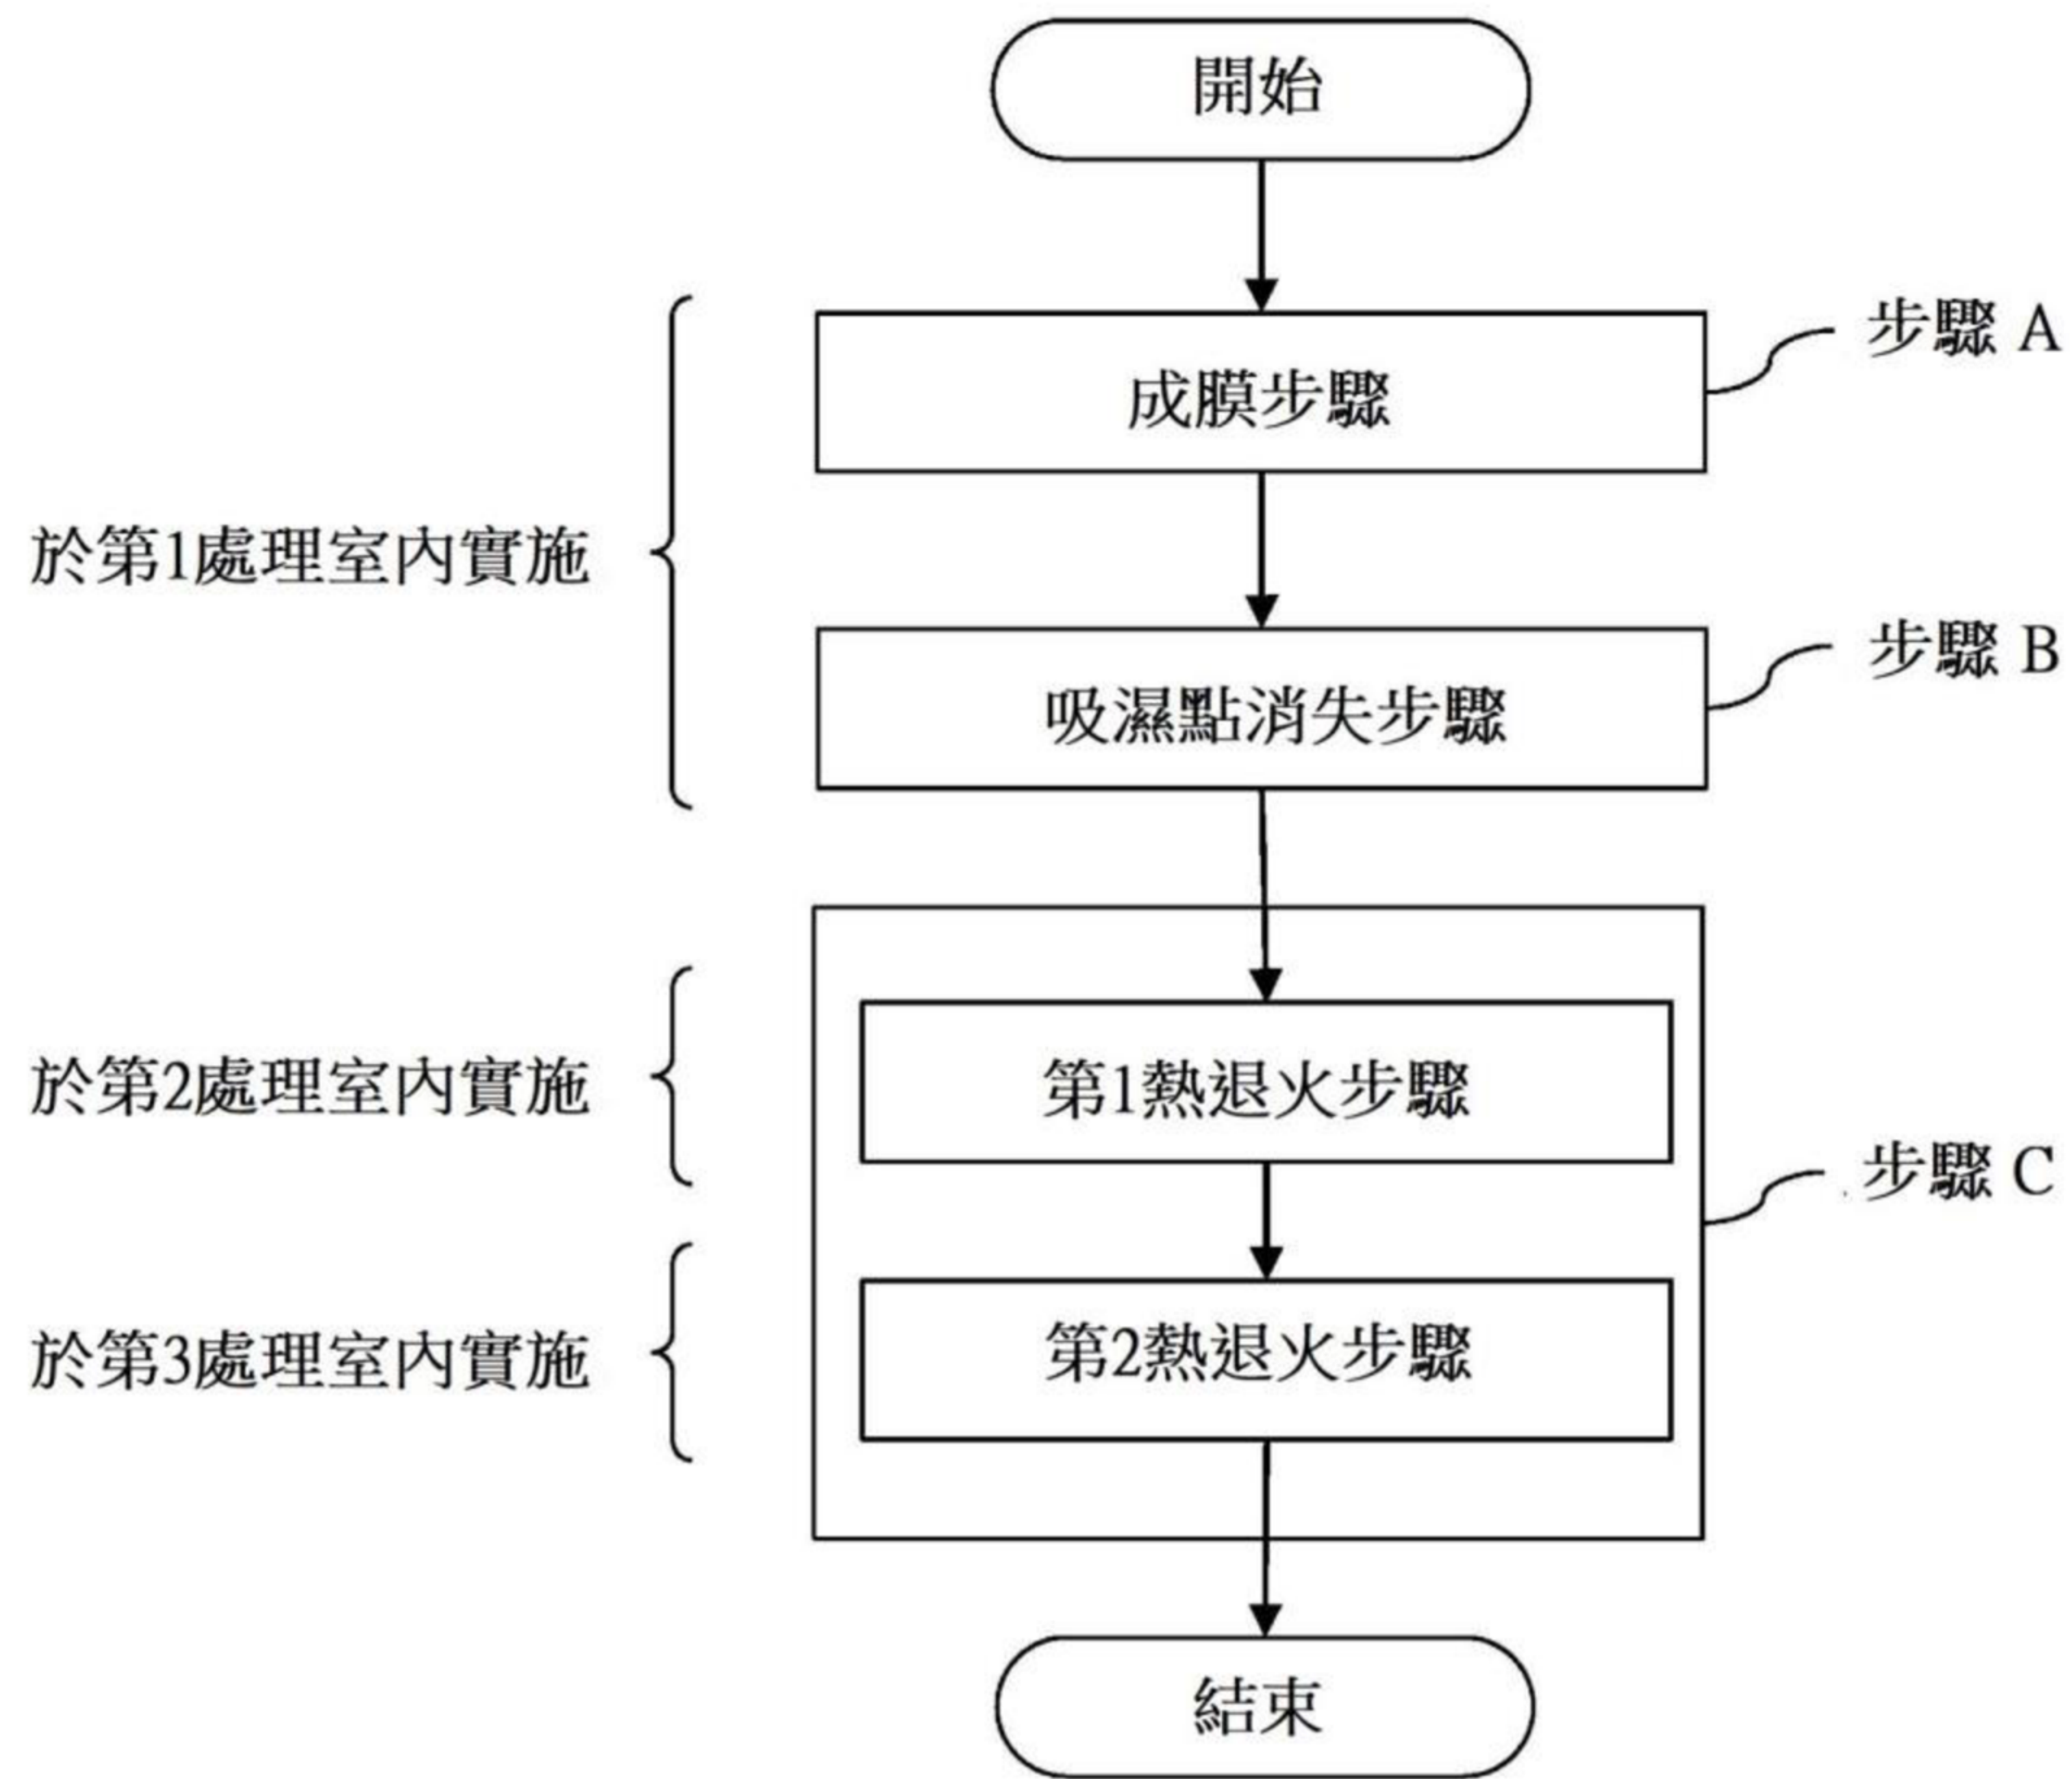 開始
步驟 A
成膜步驟
於第1處理室內實施
步驟 B
吸濕點消失步驟
第1熱退火步驟
於第2處理室內實施
步驟 C
於第3處理室內實施
第2熱退火步驟
結束